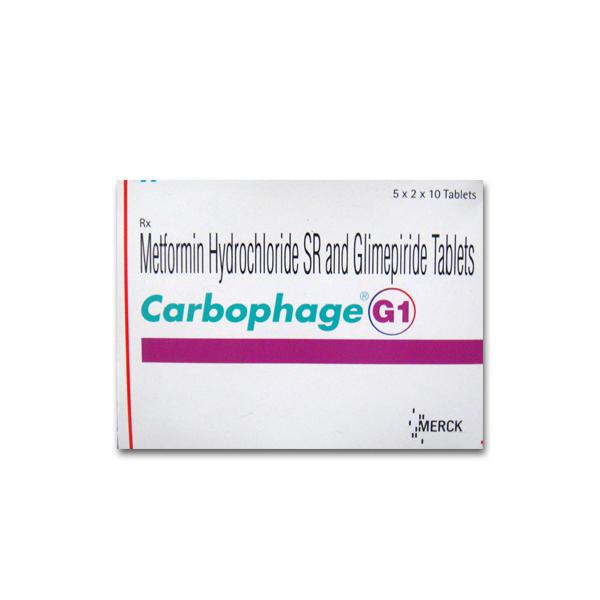 5 x 2 x 10 Tablets
Rx
Metformin Hydrochloride SR and Glimepiride Tablets
Carbophage® G1
MERCK